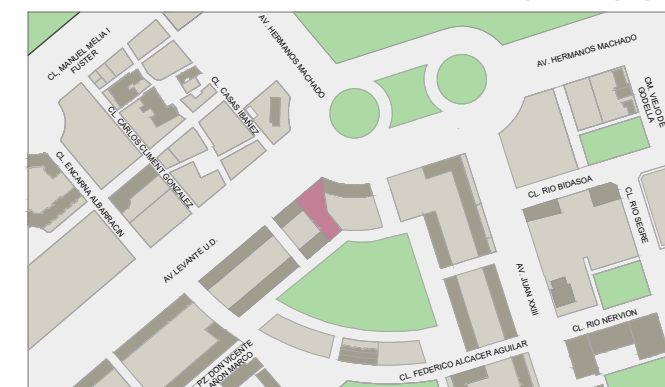 CL. MANUEL MELIA I
FUSTER
AV. HERMANOS MACHADO
AV. HERMANOS MACHADO
CL. CASAS IBAÑEZ
CM. VIEJO DE
GODELLA
CL. CARLOS CLIMENT GONZALEZ
CL. ENCARNA ALBARRACIN
CL. RIO BIDASOA
CL. RIO SEGRE
AV. LEVANTE U.D.
AV. JUAN XXIII
CL. RIO NERVION
CL. FEDERICO ALCACER AGUILAR
PZ. DON VICENTE
AÑON MARCO